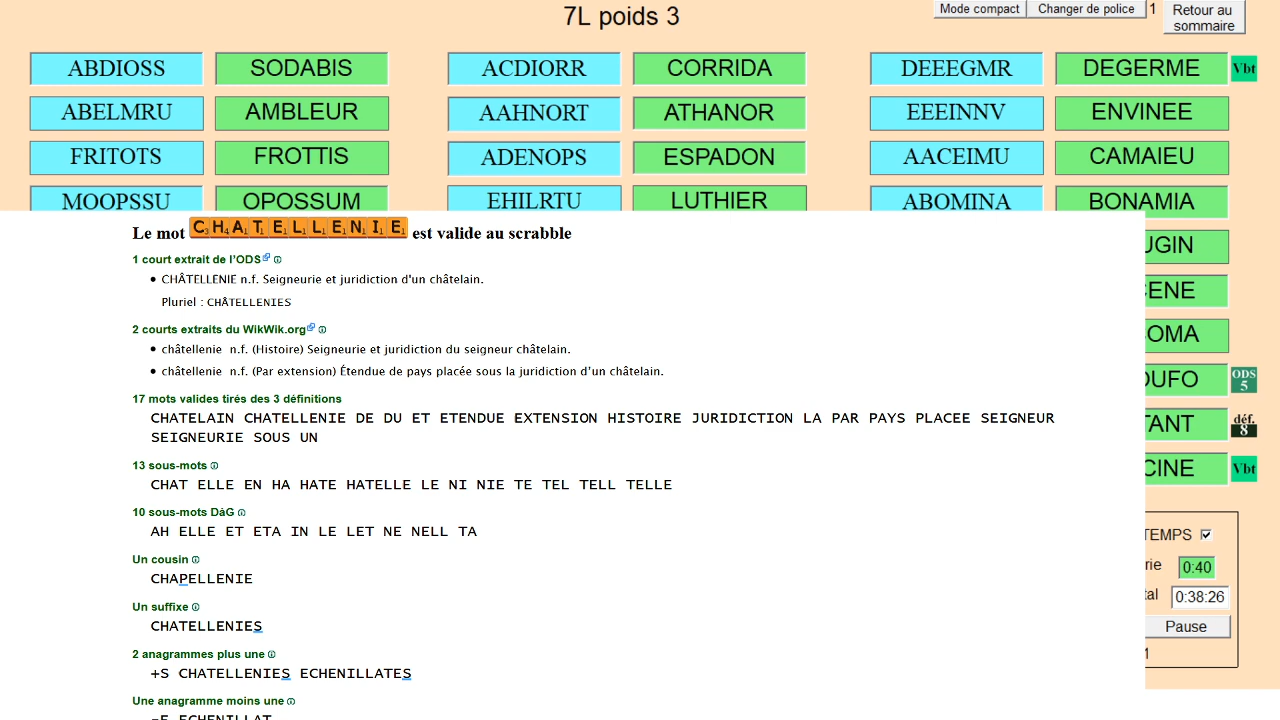 7L poids 3
Mode compact Changer de police 1 Retour au sommaire
ABDIOSS SODABIS ACDIORR CORRIDA DEEEGMR DEGERME Vbt
ABELMRU AMBLEUR AAHNORT ATHANOR EEEINNV ENVINEE
FRITOTS FROTTIS ADENOPS ESPADON AACEIMU CAMAIEU
MOOPSSU OPOSSUM EHILRTU LUTHIER ABOMINA BONAMIA
Le mot CHATELLENIE est valide au scrabble
1 court extrait de l'ODS
• CHÂTELLENIE n.f. Seigneurie et juridiction d'un châtelain.
Pluriel : CHÂTELLENIES
2 courts extraits du WikWik.org
• châtellenie n.f. (Histoire) Seigneurie et juridiction du seigneur châtelain.
• châtellenie n.f. (Par extension) Étendue de pays placée sous la juridiction d’un châtelain.
17 mots valides tirés des 3 définitions
CHATELAIN CHATELLENIE DE DU ET ETENDUE EXTENSION HISTOIRE JURIDICTION LA PAR PAYS PLACEE SEIGNEUR
SEIGNEURIE SOUS UN
13 sous-mots
CHAT ELLE EN HA HATE HATELLE LE NI NIE TE TEL TELL TELLE
10 sous-mots DàG
AH ELLE ET ETA IN LE LET NE NELL TA
Un cousin
CHAPELLENIE
Un suffixe
CHATELLENIES
2 anagrammes plus une
+S CHATELLENIES ECHENILLATES
Une anagramme moins une
-E ECHENILLAT
UGIN
ENE
OMA
UFO ODS 5
TANT déf. 8
CINE Vbt
TEMPS
rie 0:40
tal 0:38:26
Pause
1